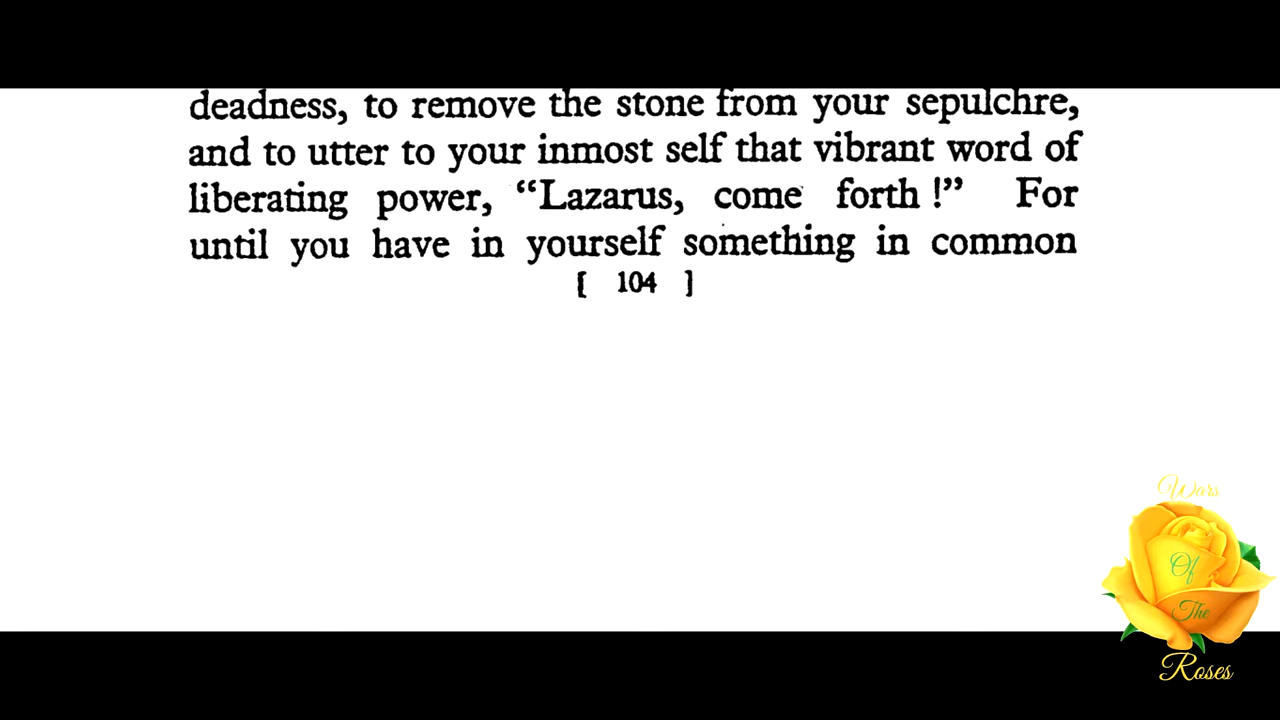 deadness, to remove the stone from your sepulchre,
and to utter to your inmost self that vibrant word of
liberating power, “Lazarus, come forth !” For
until you have in yourself something in common
[ 104 ]
Wars
Of
The
Roses